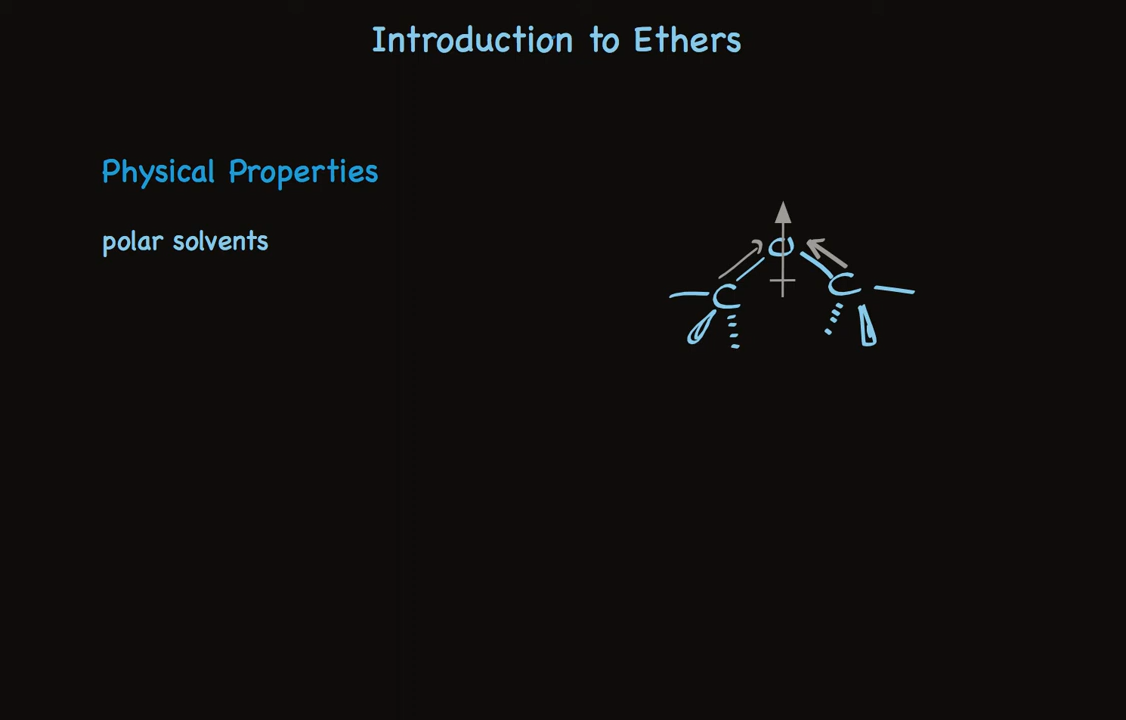 Introduction to Ethers
Physical Properties
polar solvents
O
C C